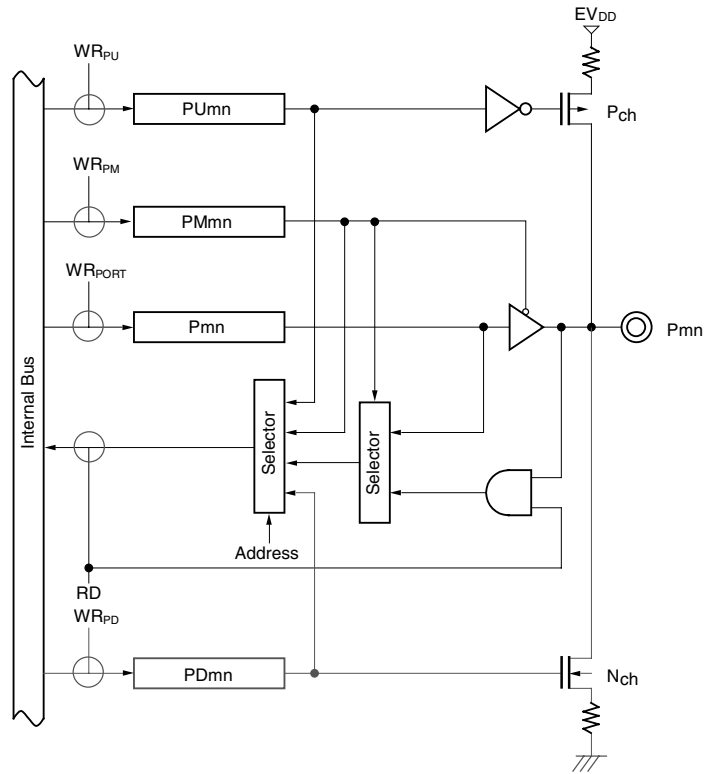 EVDD
WRPU
PUmn
Pch
WRPM
PMmn
WRPORT
Pmn
Pmn
Internal Bus
Selector
Selector
Address
RD
WRPD
PDmn
Nch